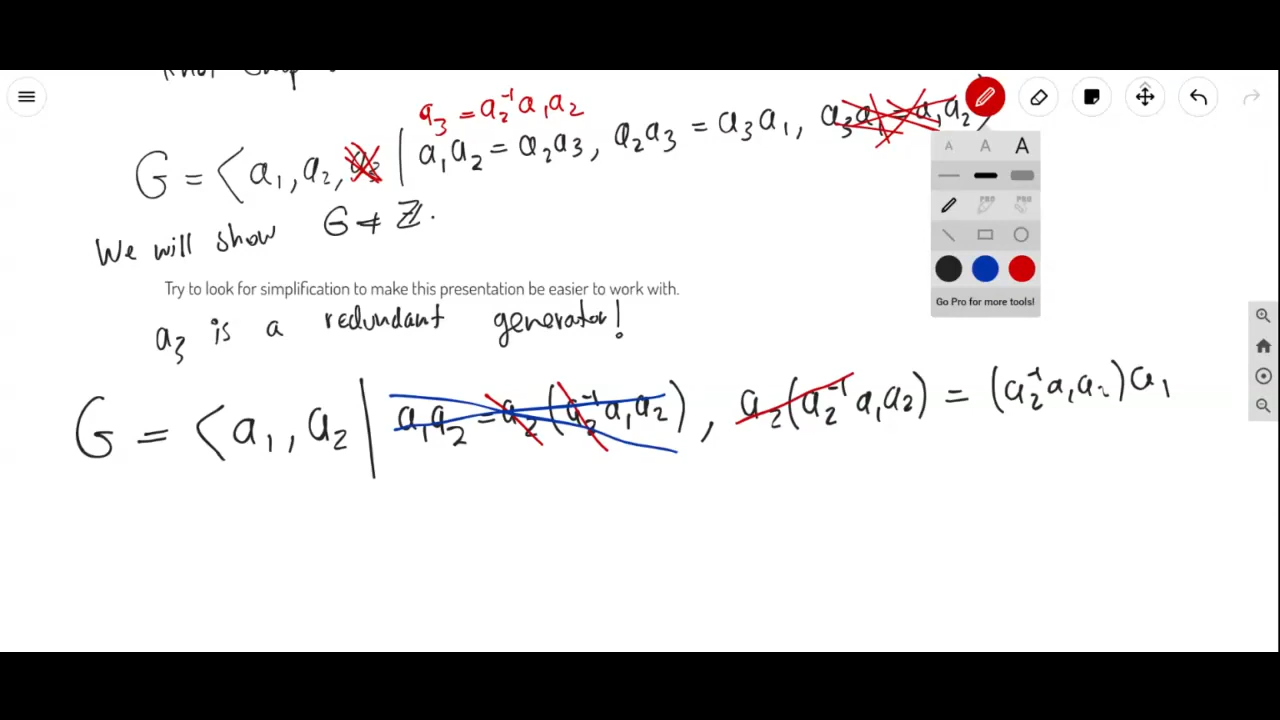 a₃ = a₂⁻¹a₁a₂
G = ⟨a₁, a₂, a₃ | a₁a₂ = a₂a₃, a₂a₃ = a₃a₁, a₃a₁ = a₁a₂⟩
We will show G ≠ ℤ.
Try to look for simplification to make this presentation be easier to work with.
a₃ is a redundant generator!
G = ⟨a₁, a₂ | a₁a₂ = a₂(a₂⁻¹a₁a₂), a₂(a₂⁻¹a₁a₂) = (a₂⁻¹a₁a₂)a₁
A A A
PRO PRO
Go Pro for more tools!